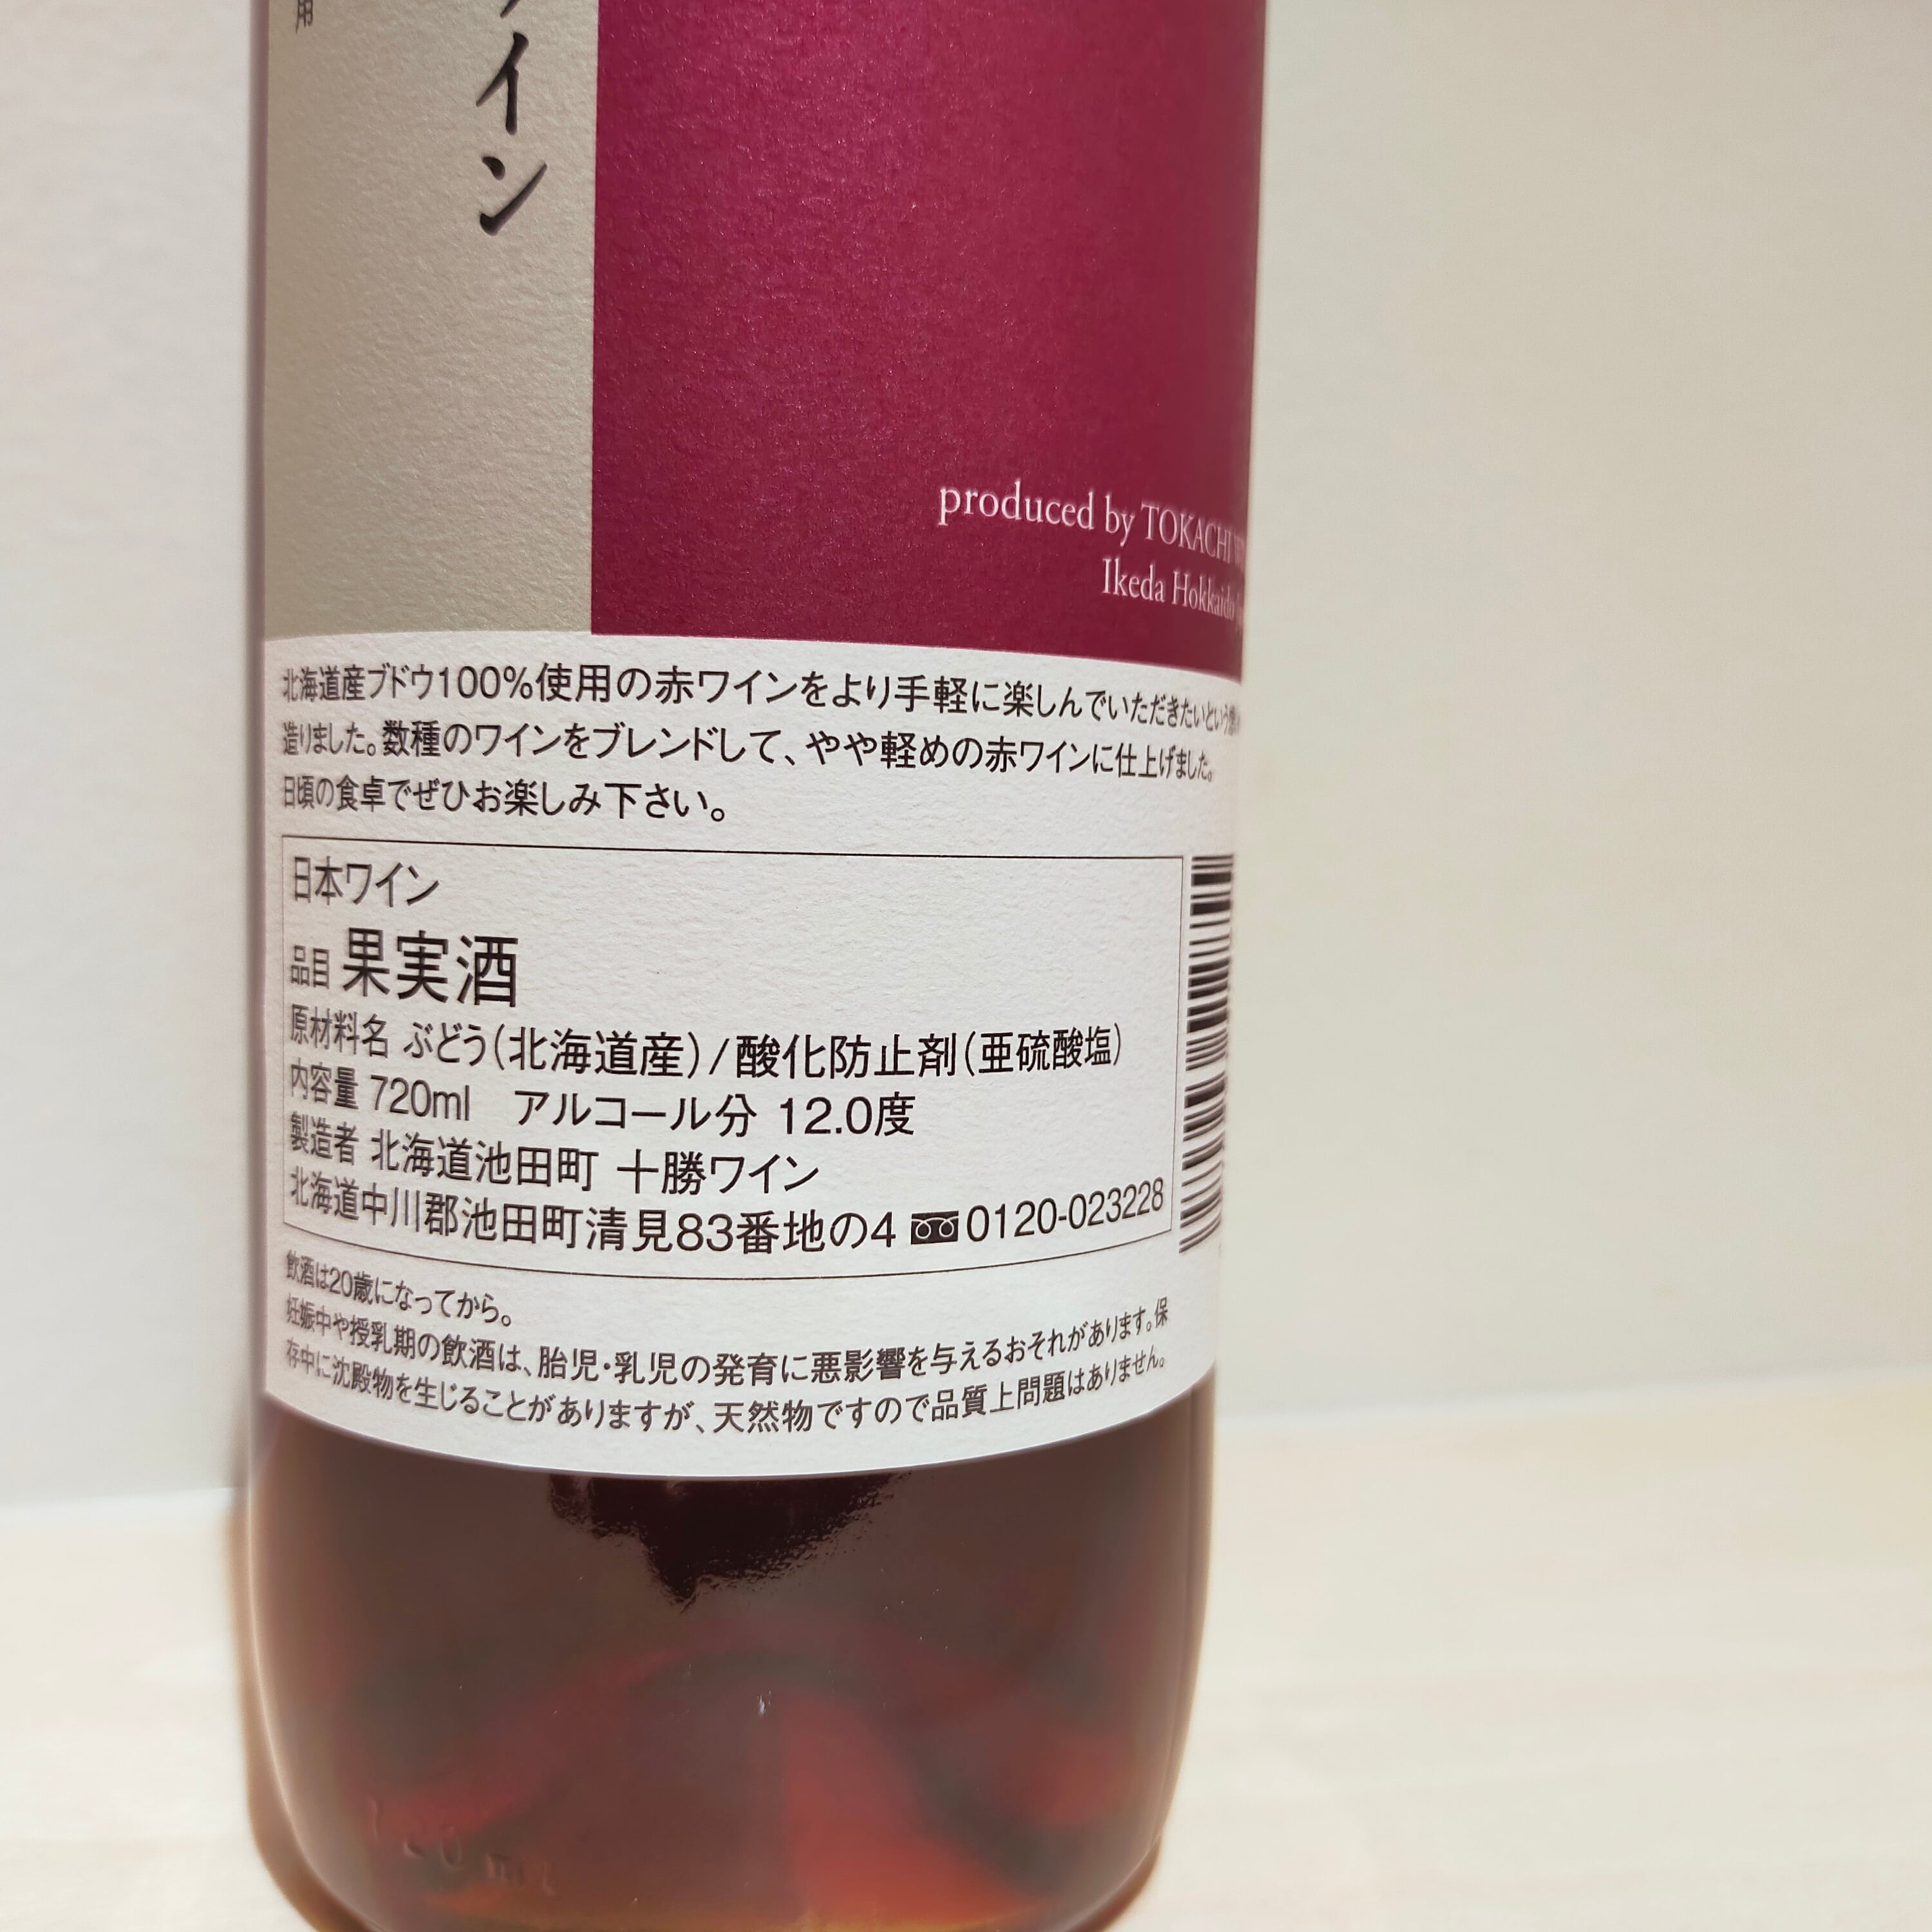 用
イン
produced by TOKACHI
Ikeda Hokkaido
北海道産ブドウ100%使用の赤ワインをより手軽に楽しんでいただきたいという
造りました。数種のワインをブレンドして、やや軽めの赤ワインに仕上げました。
日頃の食卓でぜひお楽しみ下さい。
日本ワイン
品目 果実酒
原材料名 ぶどう(北海道産)/酸化防止剤(亜硫酸塩)
内容量 720ml アルコール分 12.0度
製造者 北海道池田町 十勝ワイン
北海道中川郡池田町清見83番地の4 0120-023228
飲酒は20歳になってから。
妊娠中や授乳期の飲酒は、胎児・乳児の発育に悪影響を与えるおそれがあります。保
存中に沈殿物を生じることがありますが、天然物ですので品質上問題はありません。